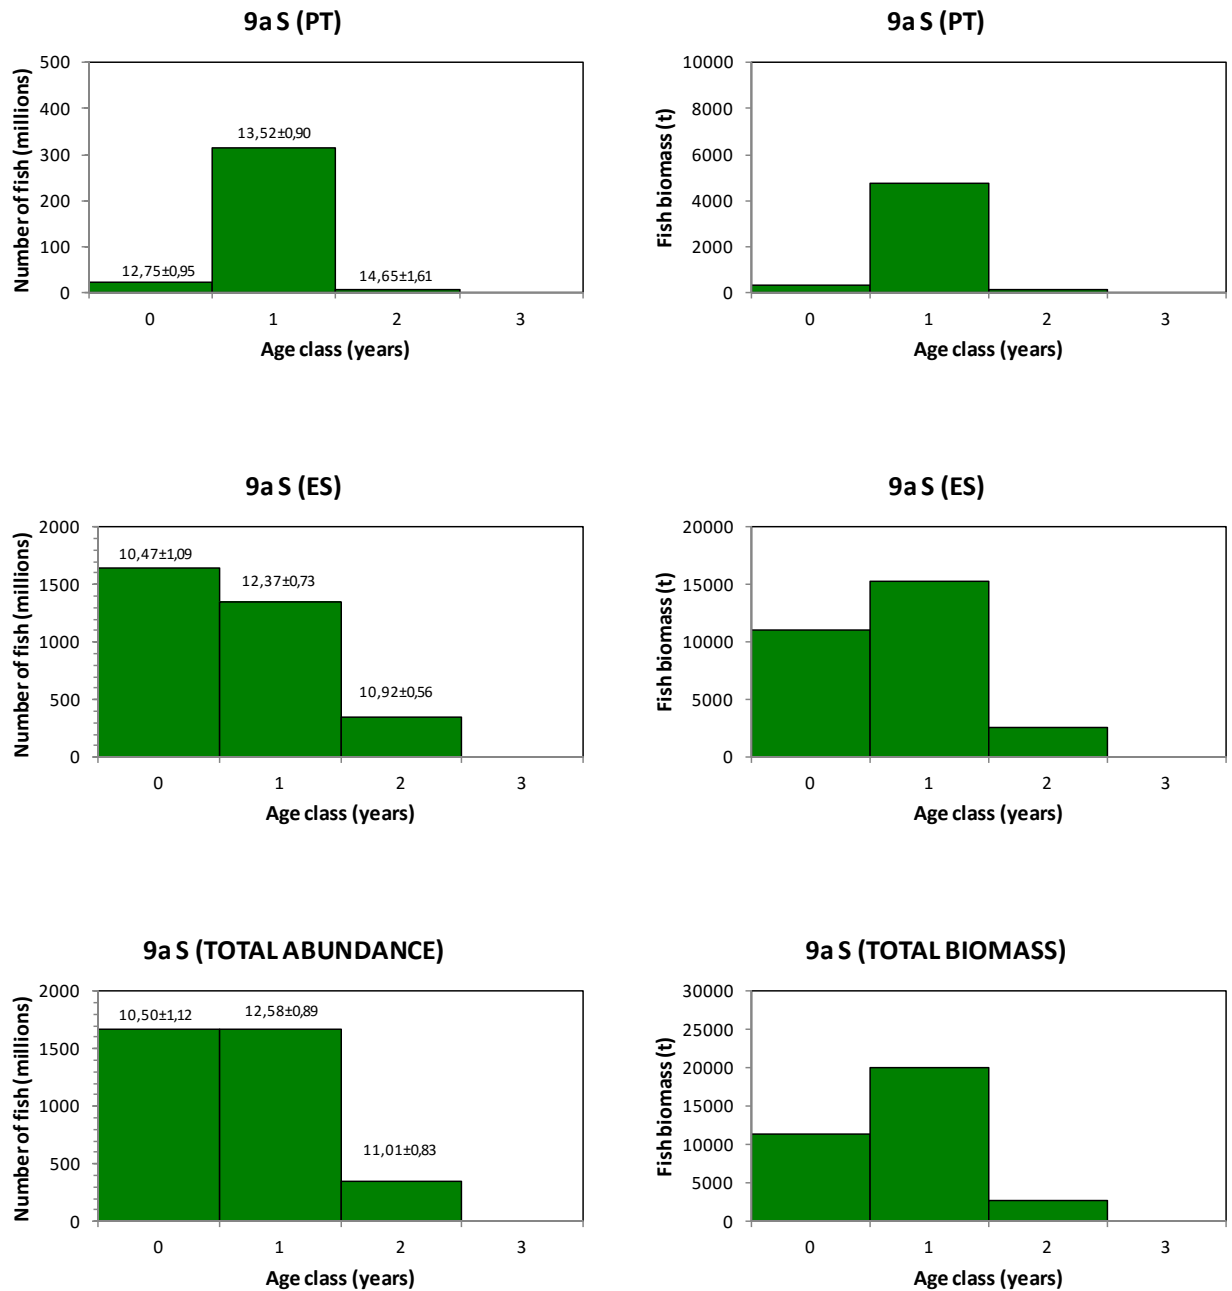 9a S (PT)
Number of fish (millions)
500
400
300
200
100
0
12,75±0,95
13,52±0,90
14,65±1,61
0 1 2 3
Age class (years)
9a S (PT)
Fish biomass (t)
10000
8000
6000
4000
2000
0
0 1 2 3
Age class (years)
9a S (ES)
Number of fish (millions)
2000
1500
1000
500
0
10,47±1,09
12,37±0,73
10,92±0,56
0 1 2 3
Age class (years)
9a S (ES)
Fish biomass (t)
20000
15000
10000
5000
0
0 1 2 3
Age class (years)
9a S (TOTAL ABUNDANCE)
Number of fish (millions)
2000
1500
1000
500
0
10,50±1,12
12,58±0,89
11,01±0,83
0 1 2 3
Age class (years)
9a S (TOTAL BIOMASS)
Fish biomass (t)
30000
25000
20000
15000
10000
5000
0
0 1 2 3
Age class (years)